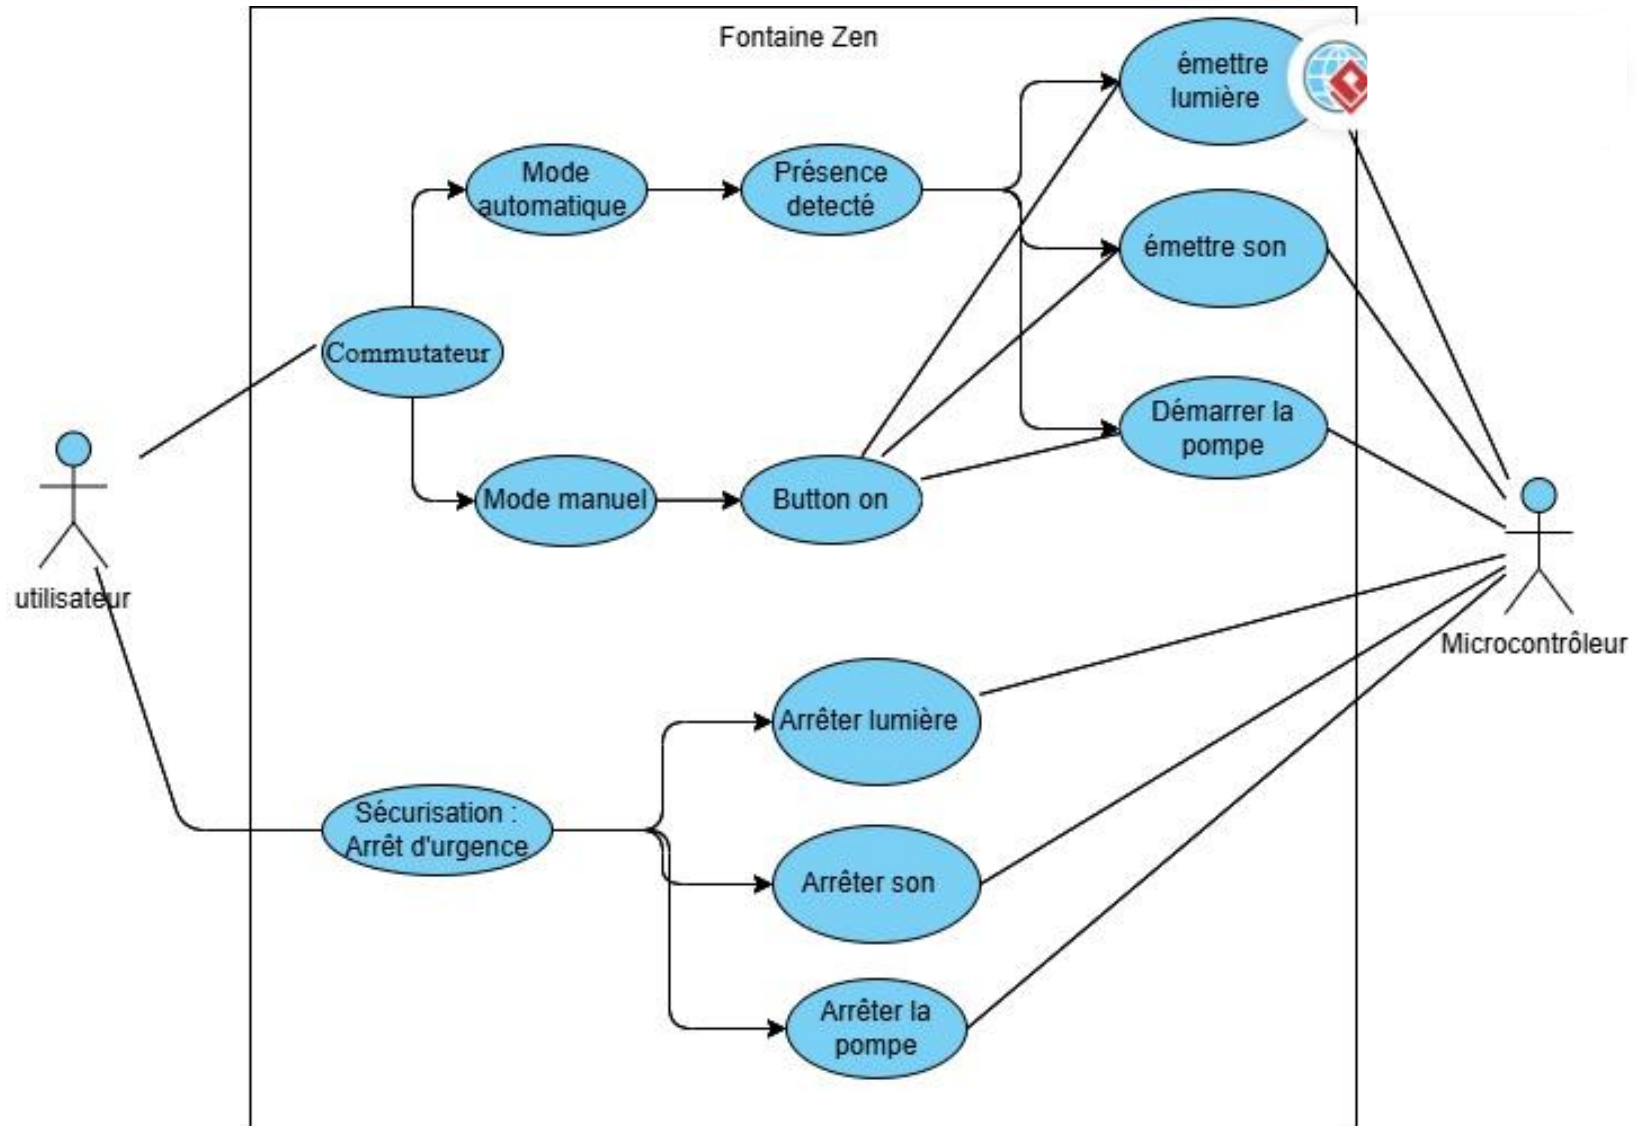 Fontaine Zen
émettre
lumière
Mode
automatique
Présence
detecté
émettre son
Commutateur
Démarrer la
pompe
Mode manuel
Button on
utilisateur
Microcontrôleur
Arrêter lumière
Sécurisation :
Arrêt d'urgence
Arrêter son
Arrêter la
pompe